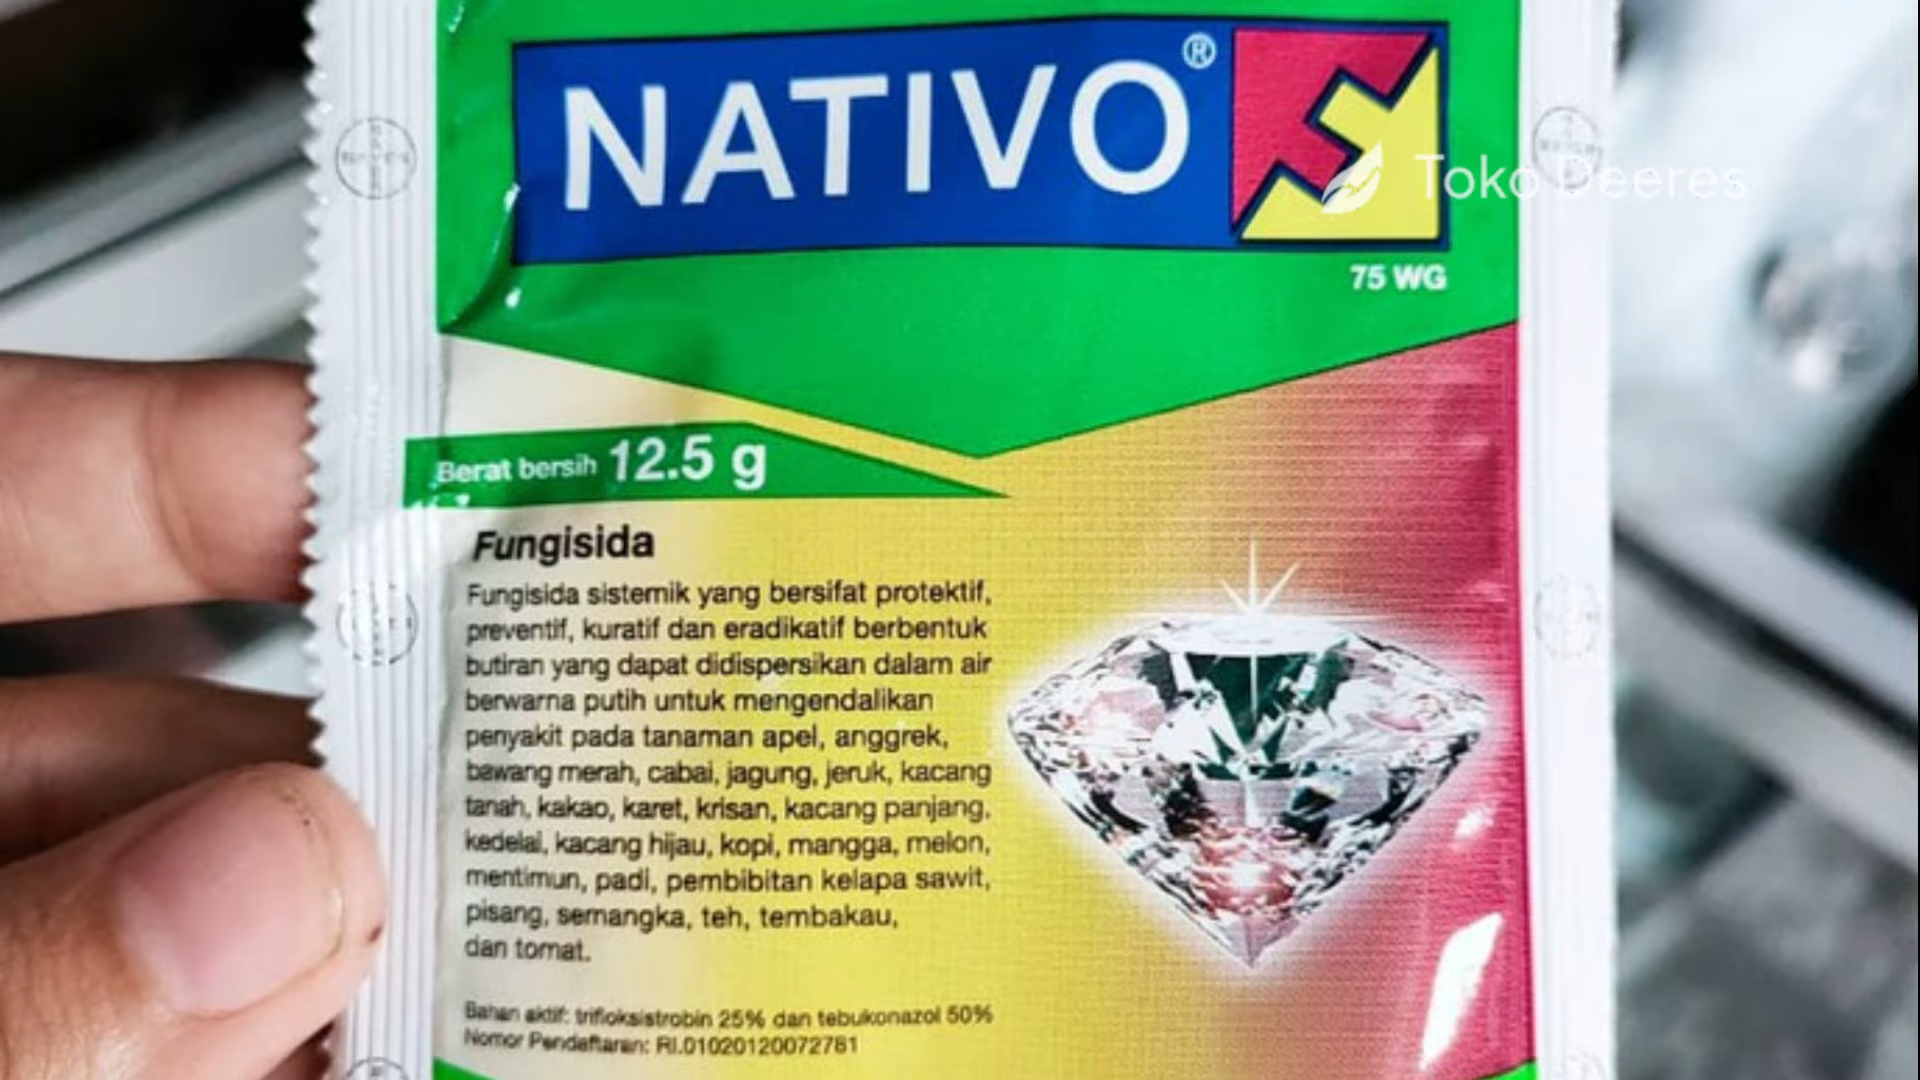 NATIVO®
Toko Deeres
75 WG
Berat bersih 12.5 g
Fungisida
Fungisida sistemik yang bersifat protektif,
preventif, kuratif dan eradikatif berbentuk
butiran yang dapat didispersikan dalam air
berwarna putih untuk mengendalikan
penyakit pada tanaman apel, anggrek,
bawang merah, cabai, jagung, jeruk, kacang
tanah, kakao, karet, krisan, kacang panjang,
kedelai, kacang hijau, kopi, mangga, melon,
mentimun, padi, pembibitan kelapa sawit,
pisang, semangka, teh, tembakau,
dan tomat.
Bahan aktif: trifloksistrobin 25% dan tebukonazol 50%
Nomor Pendaftaran: RI.01020120072781